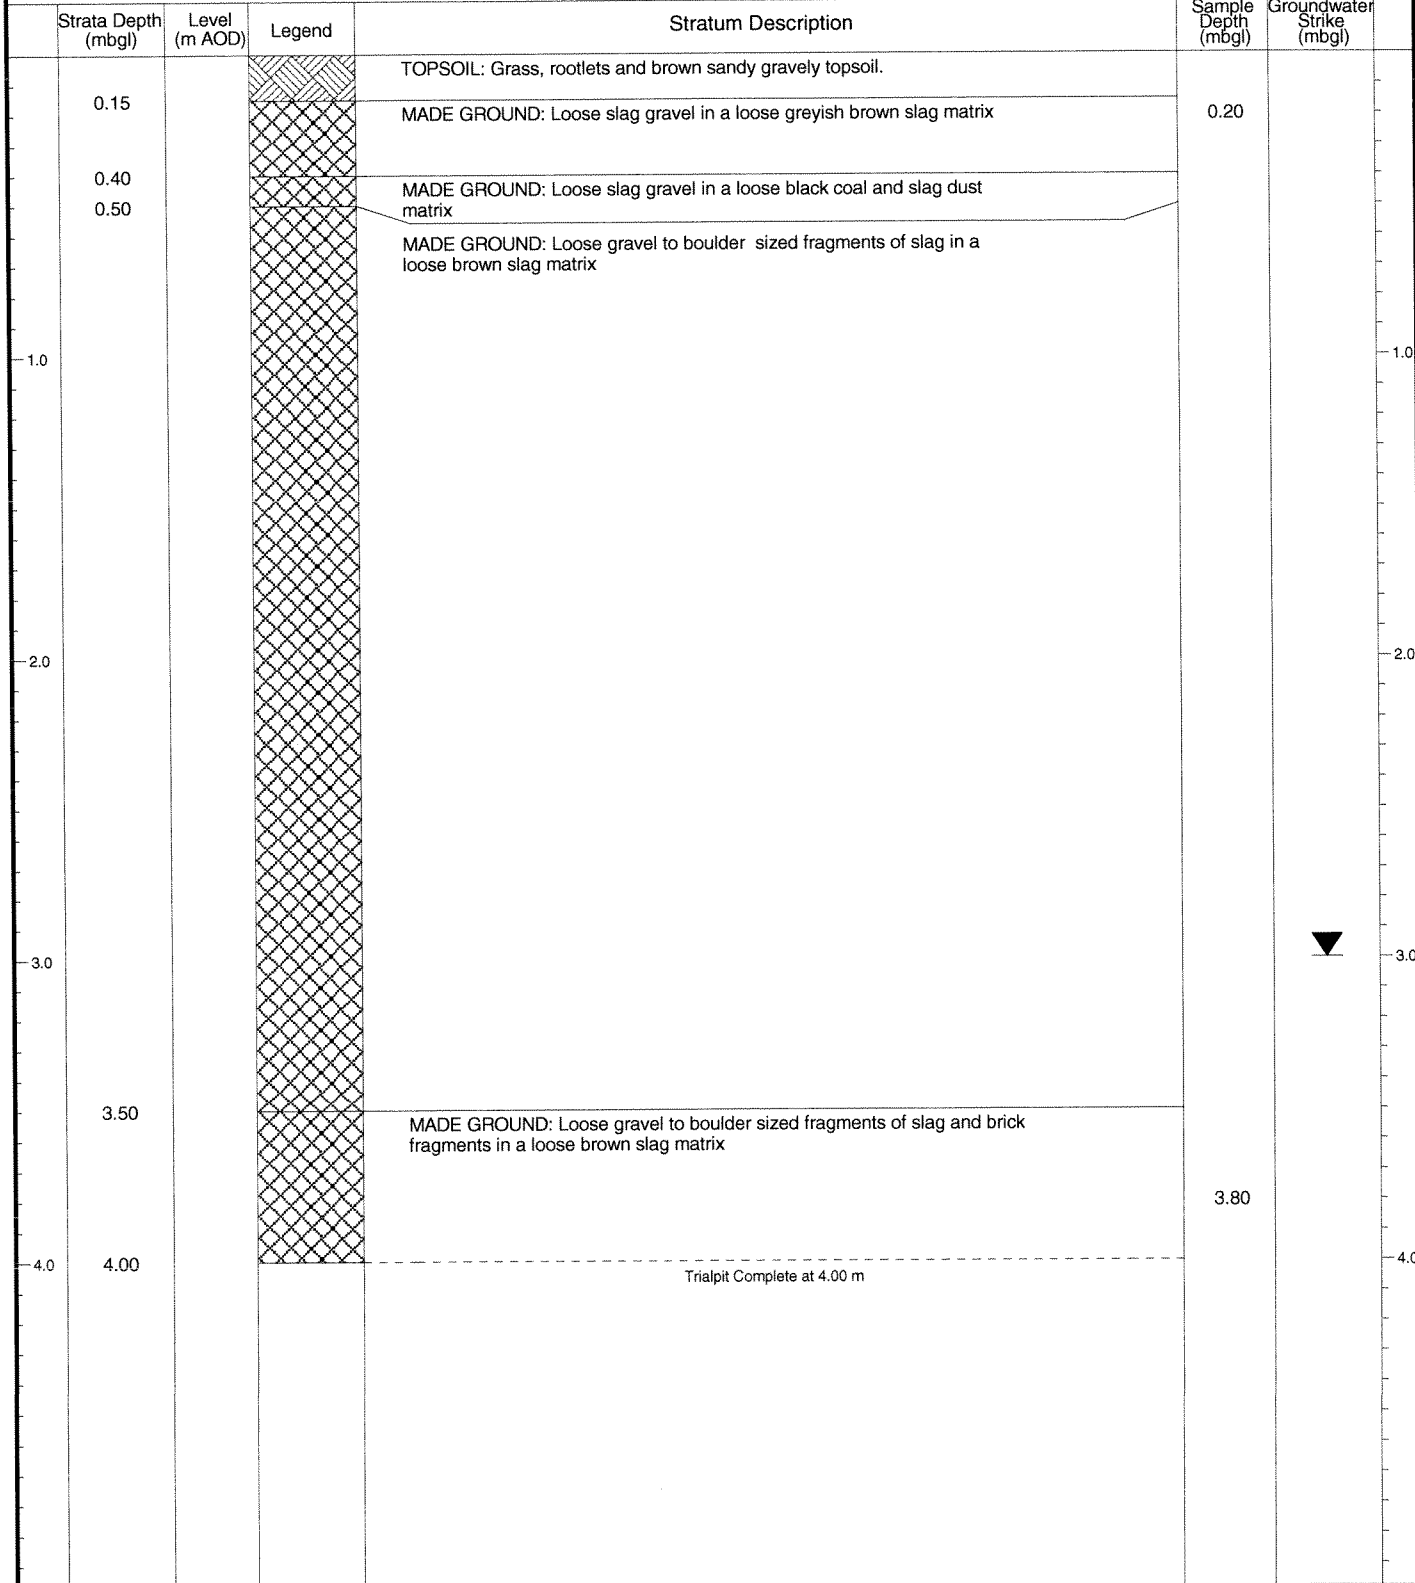 Strata Depth
(mbgl)
Level
(m AOD)
Legend
Stratum Description
Sample
Depth
(mbgl)
Groundwater
Strike
(mbgl)
TOPSOIL: Grass, rootlets and brown sandy gravely topsoil.
0.15
MADE GROUND: Loose slag gravel in a loose greyish brown slag matrix
0.20
0.40
MADE GROUND: Loose slag gravel in a loose black coal and slag dust
matrix
0.50
MADE GROUND: Loose gravel to boulder sized fragments of slag in a
loose brown slag matrix
1.0
1.0
2.0
2.0
3.0
3.0
3.50
MADE GROUND: Loose gravel to boulder sized fragments of slag and brick
fragments in a loose brown slag matrix
3.80
4.0
4.00
4.0
Trialpit Complete at 4.00 m